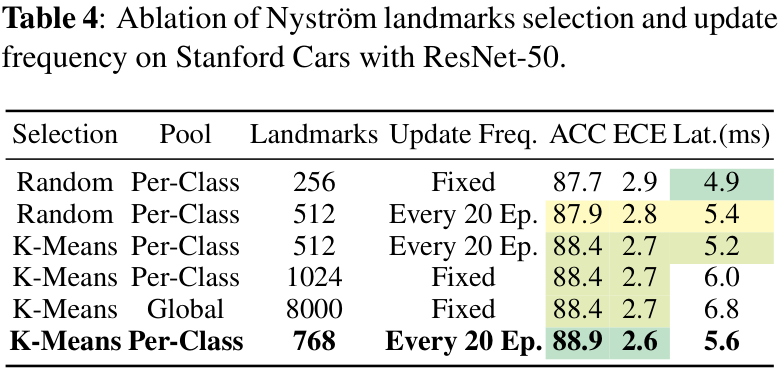 Table 4: Ablation of Nyström landmarks selection and update
frequency on Stanford Cars with ResNet-50.
Selection Pool Landmarks Update Freq. ACC ECE Lat.(ms)
Random Per-Class 256 Fixed 87.7 2.9 4.9
Random Per-Class 512 Every 20 Ep. 87.9 2.8 5.4
K-Means Per-Class 512 Every 20 Ep. 88.4 2.7 5.2
K-Means Per-Class 1024 Fixed 88.4 2.7 6.0
K-Means Global 8000 Fixed 88.4 2.7 6.8
K-Means Per-Class 768 Every 20 Ep. 88.9 2.6 5.6